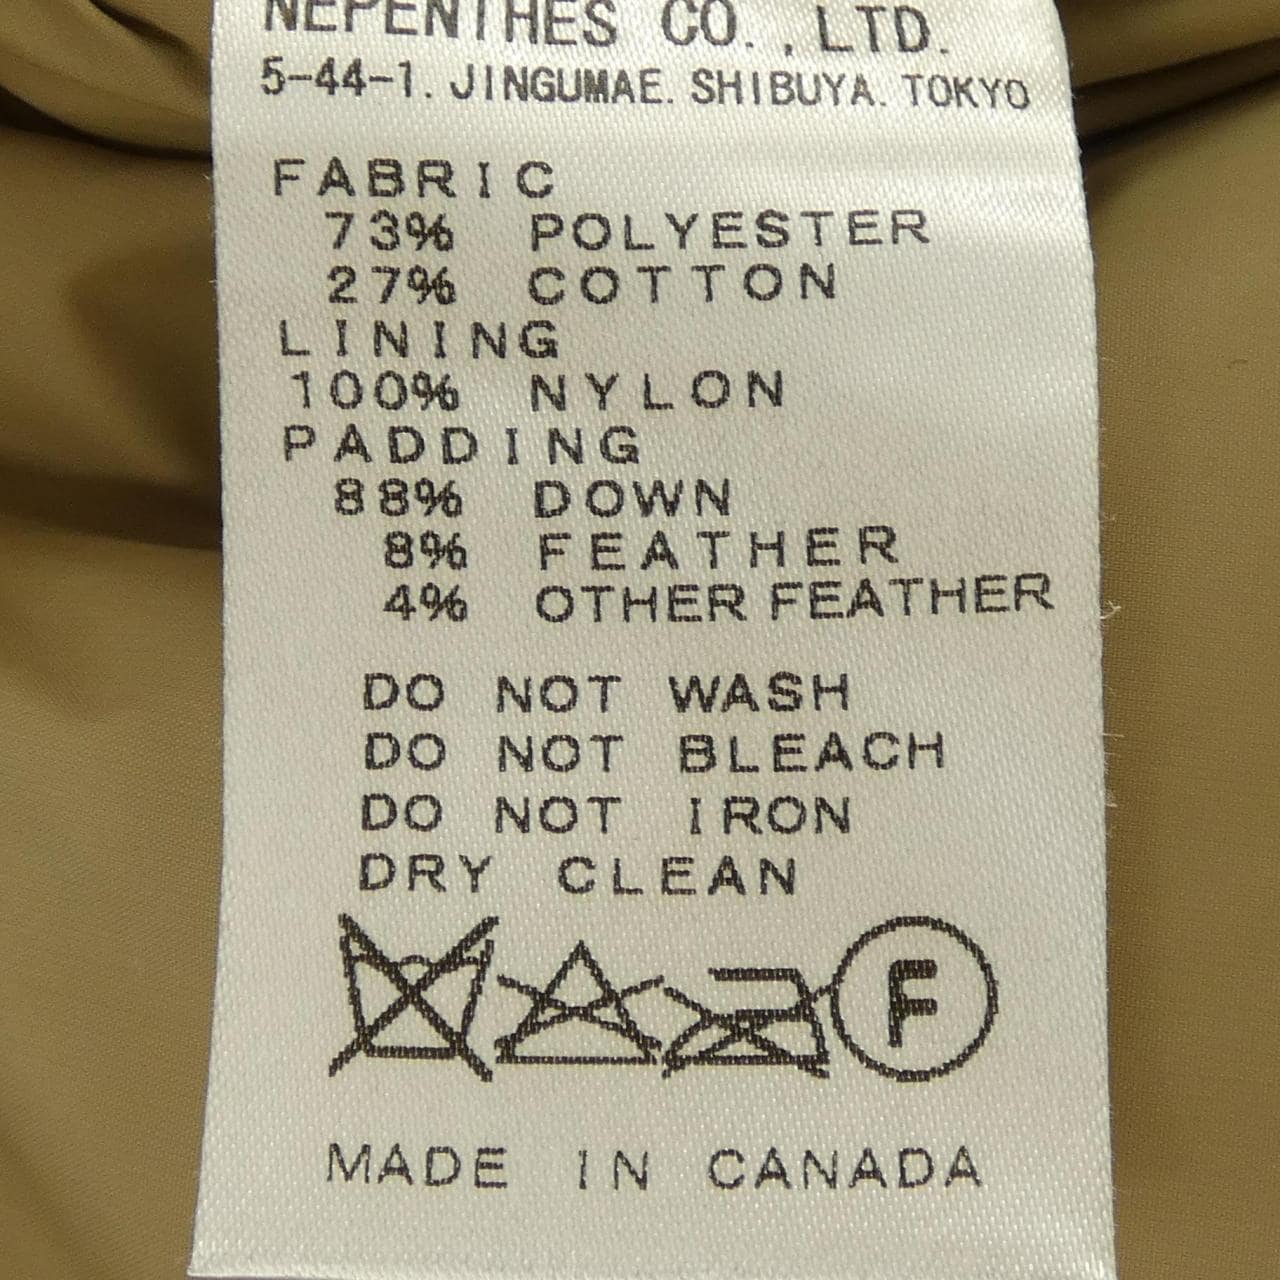 NEPENTHES CO., LTD.
5-44-1. JINGUMAE. SHIBUYA. TOKYO
FABRIC
73% POLYESTER
27% COTTON
LINING
100% NYLON
PADDING
88% DOWN
8% FEATHER
4% OTHER FEATHER
DO NOT WASH
DO NOT BLEACH
DO NOT IRON
DRY CLEAN
F
MADE IN CANADA